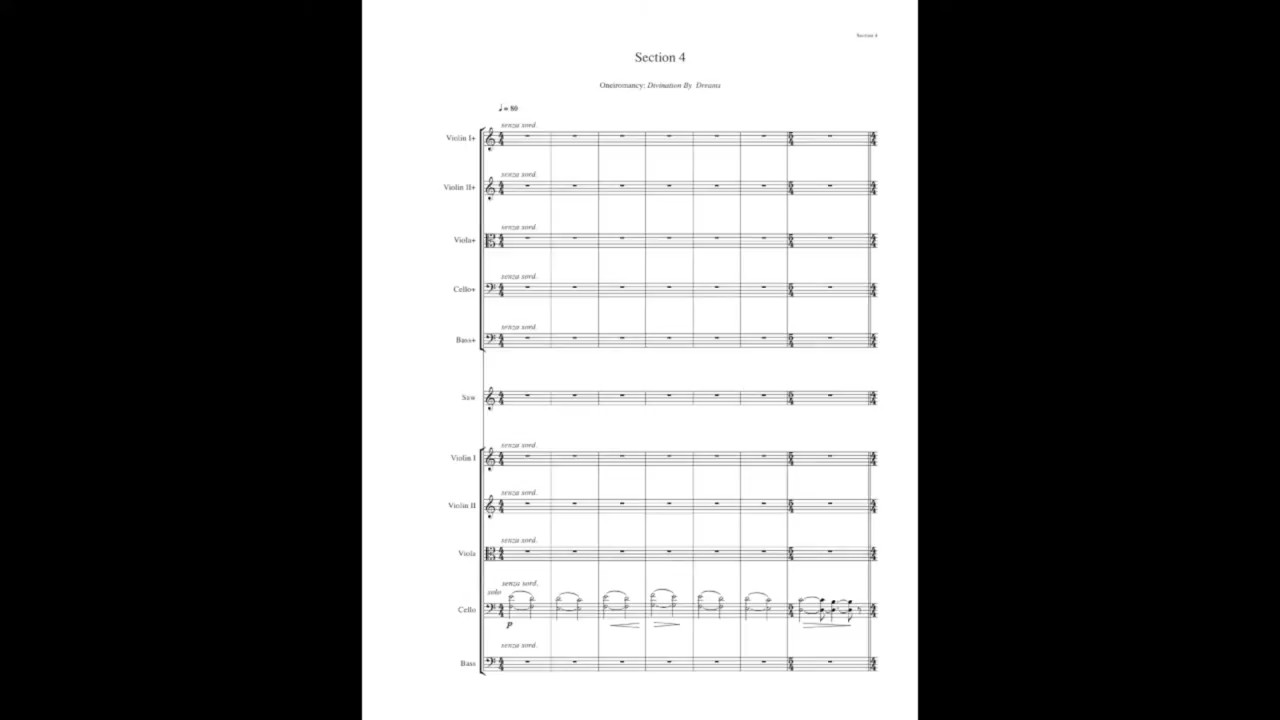 Section 4
Section 4
Oneiromancy: Divination By Dreams
♩ = 80
senza sord.
Violin I+
senza sord.
Violin II+
senza sord.
Viola+
senza sord.
Cello+
senza sord.
Bass+
Saw
senza sord.
Violin I
senza sord.
Violin II
senza sord.
Viola
senza sord.
solo
Cello
p
senza sord.
Bass